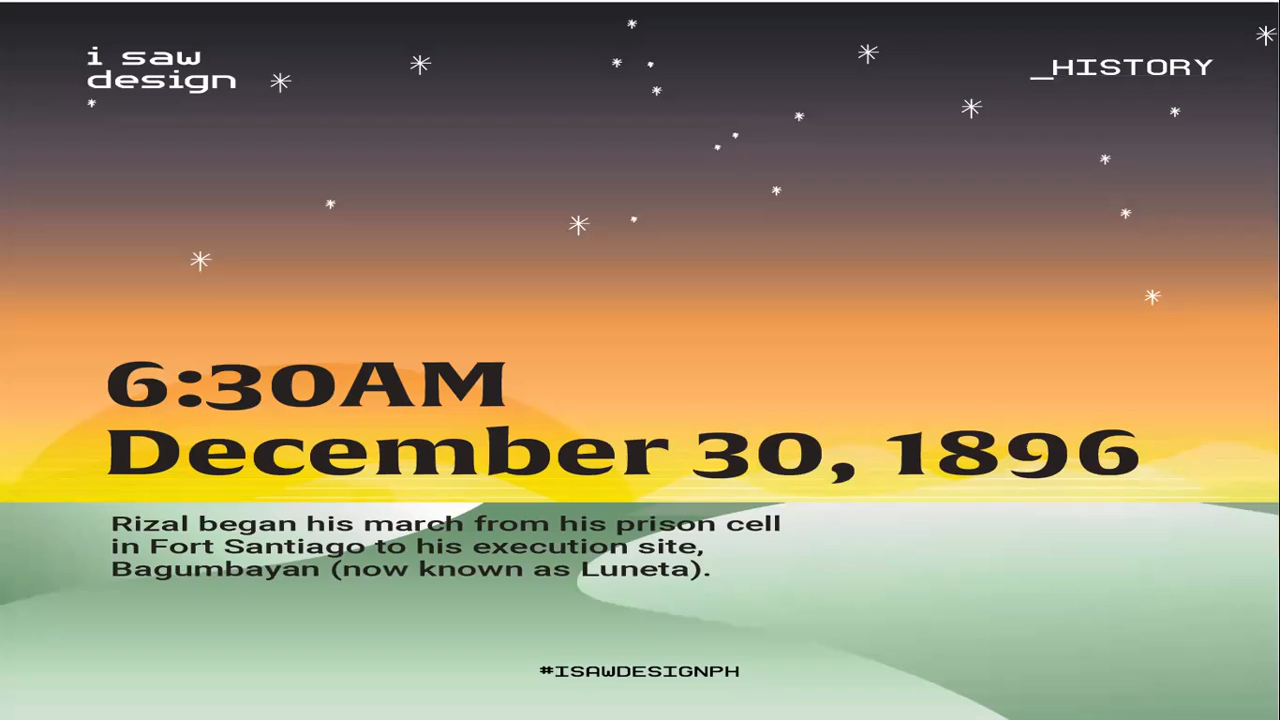 i saw
design
_HISTORY
6:30AM
December 30, 1896
Rizal began his march from his prison cell
in Fort Santiago to his execution site,
Bagumbayan (now known as Luneta).
#ISAWDESIGNPH